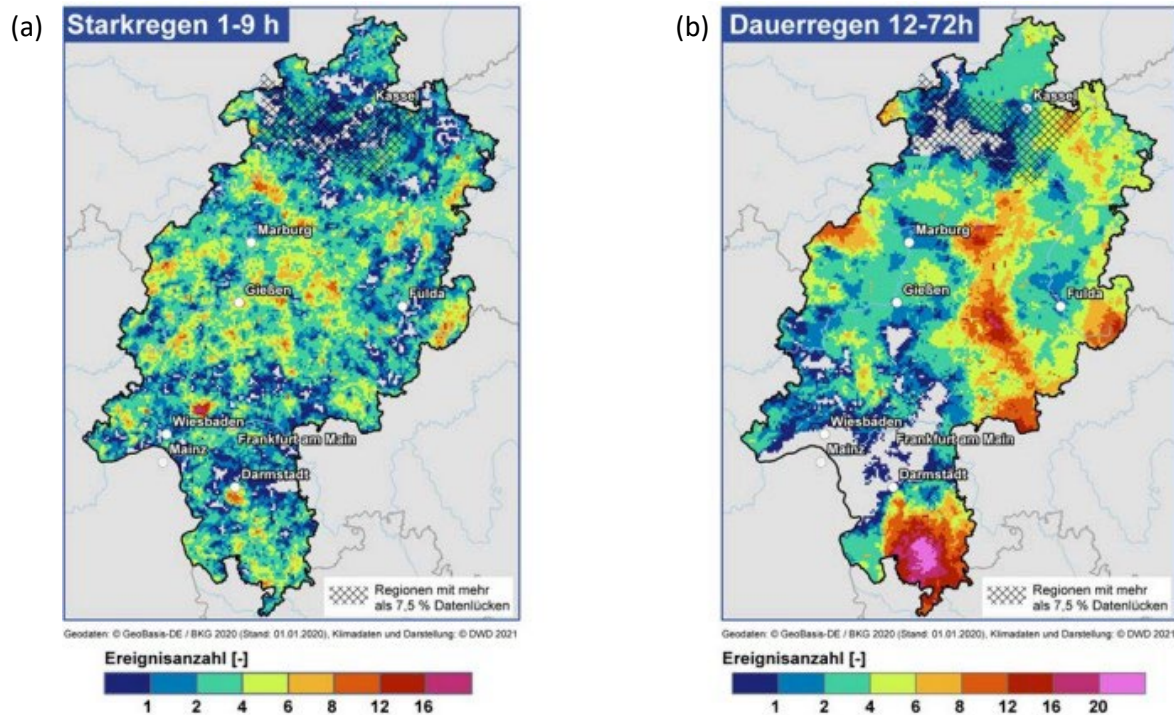 (a)
Starkregen 1-9 h
Kassel
Marburg
Gießen
Fulda
Wiesbaden
Frankfurt am Main
Mainz
Darmstadt
Regionen mit mehr
als 7,5 % Datenlücken
Geodaten: © GeoBasis-DE / BKG 2020 (Stand: 01.01.2020), Klimadaten und Darstellung: © DWD 2021
Ereignisanzahl [-]
1 2 4 6 8 12 16
(b)
Dauerregen 12-72h
Kassel
Marburg
Gießen
Fulda
Wiesbaden
Frankfurt am Main
Mainz
Darmstadt
Regionen mit mehr
als 7,5 % Datenlücken
Geodaten: © GeoBasis-DE / BKG 2020 (Stand: 01.01.2020), Klimadaten und Darstellung: © DWD 2021
Ereignisanzahl [-]
1 2 4 6 8 12 16 20